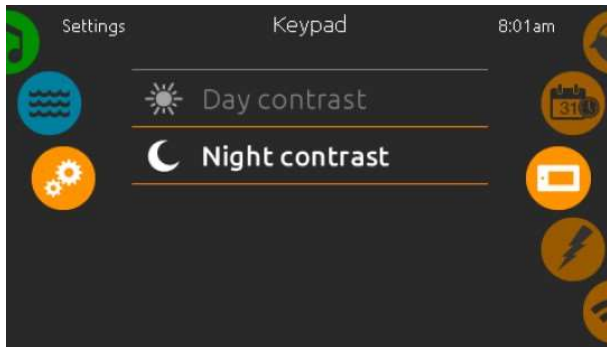 Settings
Keypad
8:01am
31
Day contrast
Night contrast